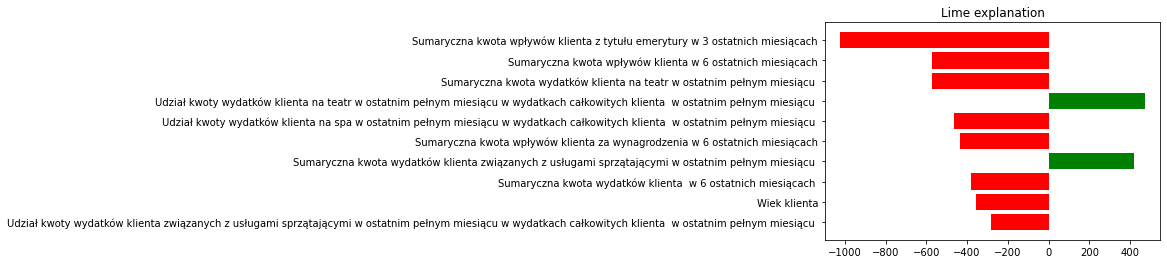 Lime explanation
Sumaryczna kwota wpływów klienta z tytułu emerytury w 3 ostatnich miesiącach
Sumaryczna kwota wpływów klienta w 6 ostatnich miesiącach
Sumaryczna kwota wydatków klienta na teatr w ostatnim pełnym miesiącu
Udział kwoty wydatków klienta na teatr w ostatnim pełnym miesiącu w wydatkach całkowitych klienta w ostatnim pełnym miesiącu
Udział kwoty wydatków klienta na spa w ostatnim pełnym miesiącu w wydatkach całkowitych klienta w ostatnim pełnym miesiącu
Sumaryczna kwota wpływów klienta za wynagrodzenia w 6 ostatnich miesiącach
Sumaryczna kwota wydatków klienta związanych z usługami sprzątającymi w ostatnim pełnym miesiącu
Sumaryczna kwota wydatków klienta w 6 ostatnich miesiącach
Wiek klienta
Udział kwoty wydatków klienta związanych z usługami sprzątającymi w ostatnim pełnym miesiącu w wydatkach całkowitych klienta w ostatnim pełnym miesiącu
−1000 −800 −600 −400 −200 0 200 400